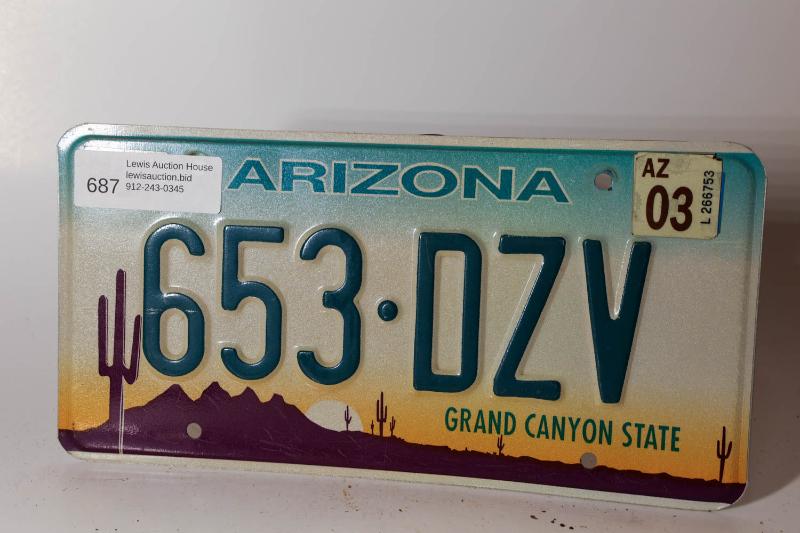 687
Lewis Auction House
lewisauction.bid
912-243-0345
ARIZONA
AZ
03
L 266753
653·DZV
GRAND CANYON STATE